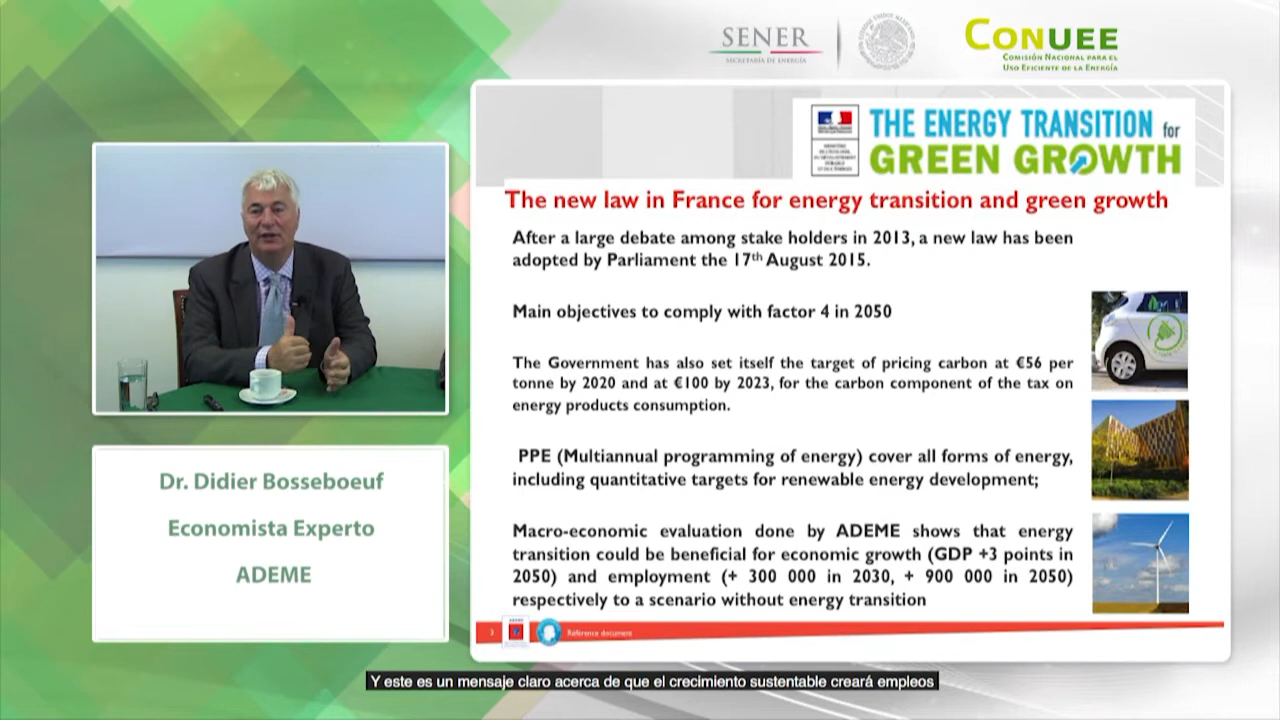 SENER
SECRETARÍA DE ENERGÍA
CONUEE
COMISIÓN NACIONAL PARA EL
USO EFICIENTE DE LA ENERGÍA
THE ENERGY TRANSITION for
GREEN GROWTH
The new law in France for energy transition and green growth
After a large debate among stake holders in 2013, a new law has been
adopted by Parliament the 17th August 2015.
Main objectives to comply with factor 4 in 2050
The Government has also set itself the target of pricing carbon at €56 per
tonne by 2020 and at €100 by 2023, for the carbon component of the tax on
energy products consumption.
PPE (Multiannual programming of energy) cover all forms of energy,
including quantitative targets for renewable energy development;
Macro-economic evaluation done by ADEME shows that energy
transition could be beneficial for economic growth (GDP +3 points in
2050) and employment (+ 300 000 in 2030, + 900 000 in 2050)
respectively to a scenario without energy transition
3
Référence document
Dr. Didier Bosseboeuf
Economista Experto
ADEME
Y este es un mensaje claro acerca de que el crecimiento sustentable creará empleos